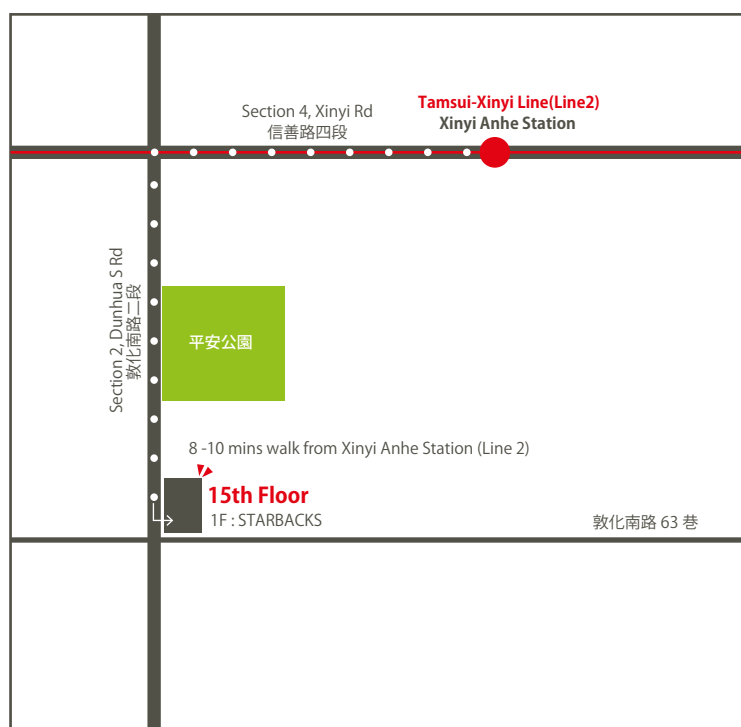 Tamsui-Xinyi Line(Line2)
Section 4, Xinyi Rd
Xinyi Anhe Station
信善路四段
Section 2, Dunhua S Rd
敦化南路二段
平安公園
8 -10 mins walk from Xinyi Anhe Station (Line 2)
15th Floor
1F : STARBACKS
敦化南路 63 巷